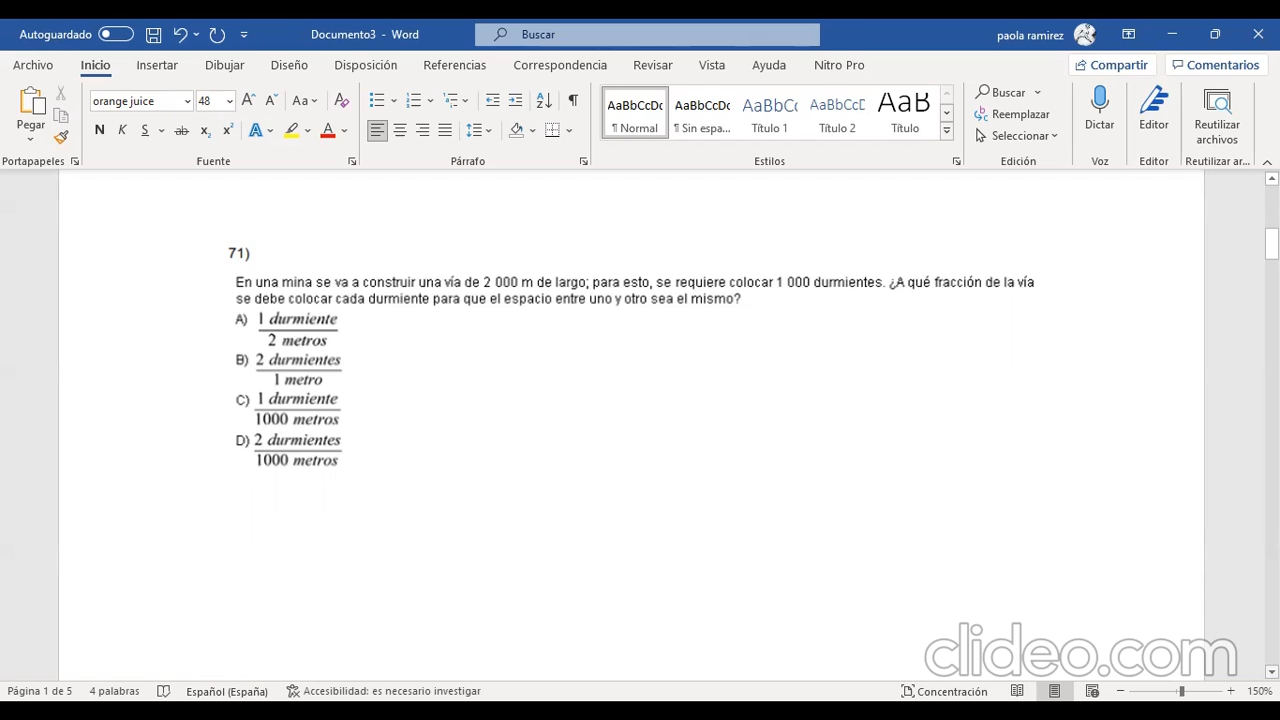 Autoguardado
Documento3 - Word
Buscar
paola ramirez
Archivo Inicio Insertar Dibujar Diseño Disposición Referencias Correspondencia Revisar Vista Ayuda Nitro Pro Compartir Comentarios
orange juice 48 Aa AaBbCcDc AaBbCcDc AaBbCc AaBbCcD AaB Buscar
Pegar ¶ Normal ¶ Sin espa... Título 1 Título 2 Título Reemplazar Dictar Editor Reutilizar
N K S ab x₂ x² A A Seleccionar archivos
Portapapeles Fuente Párrafo Estilos Edición Voz Editor Reutilizar ar...
71)
En una mina se va a construir una vía de 2 000 m de largo; para esto, se requiere colocar 1 000 durmientes. ¿A qué fracción de la vía
se debe colocar cada durmiente para que el espacio entre uno y otro sea el mismo?
A) 1 durmiente
2 metros
B) 2 durmientes
1 metro
C) 1 durmiente
1000 metros
D) 2 durmientes
1000 metros
clideo.com
Página 1 de 5 4 palabras Español (España) Accesibilidad: es necesario investigar Concentración 150%